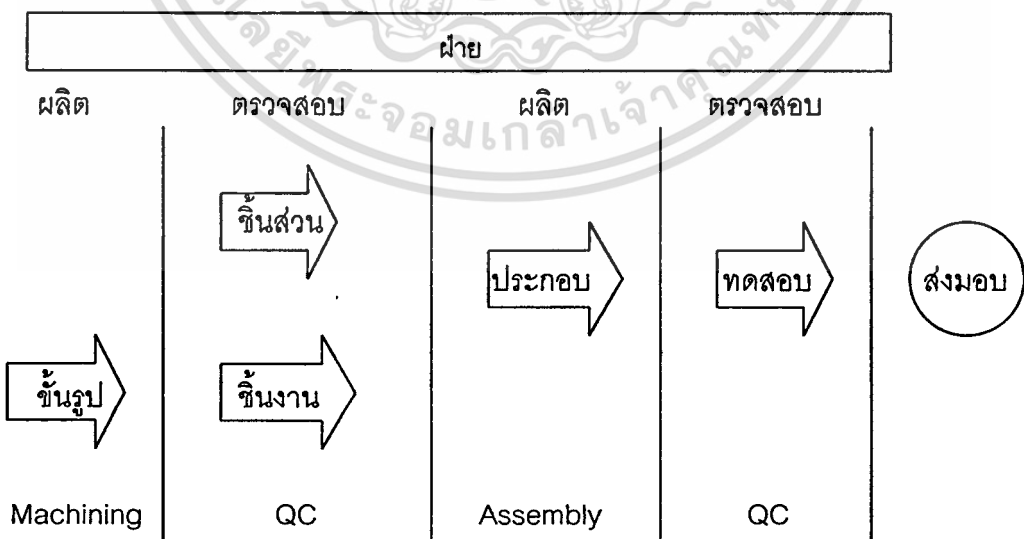 ฝ่าย
ผลิต ตรวจสอบ ผลิต ตรวจสอบ
ชิ้นส่วน
ประกอบ ทดสอบ ส่งมอบ
ขั้นรูป ชิ้นงาน
Machining QC Assembly QC